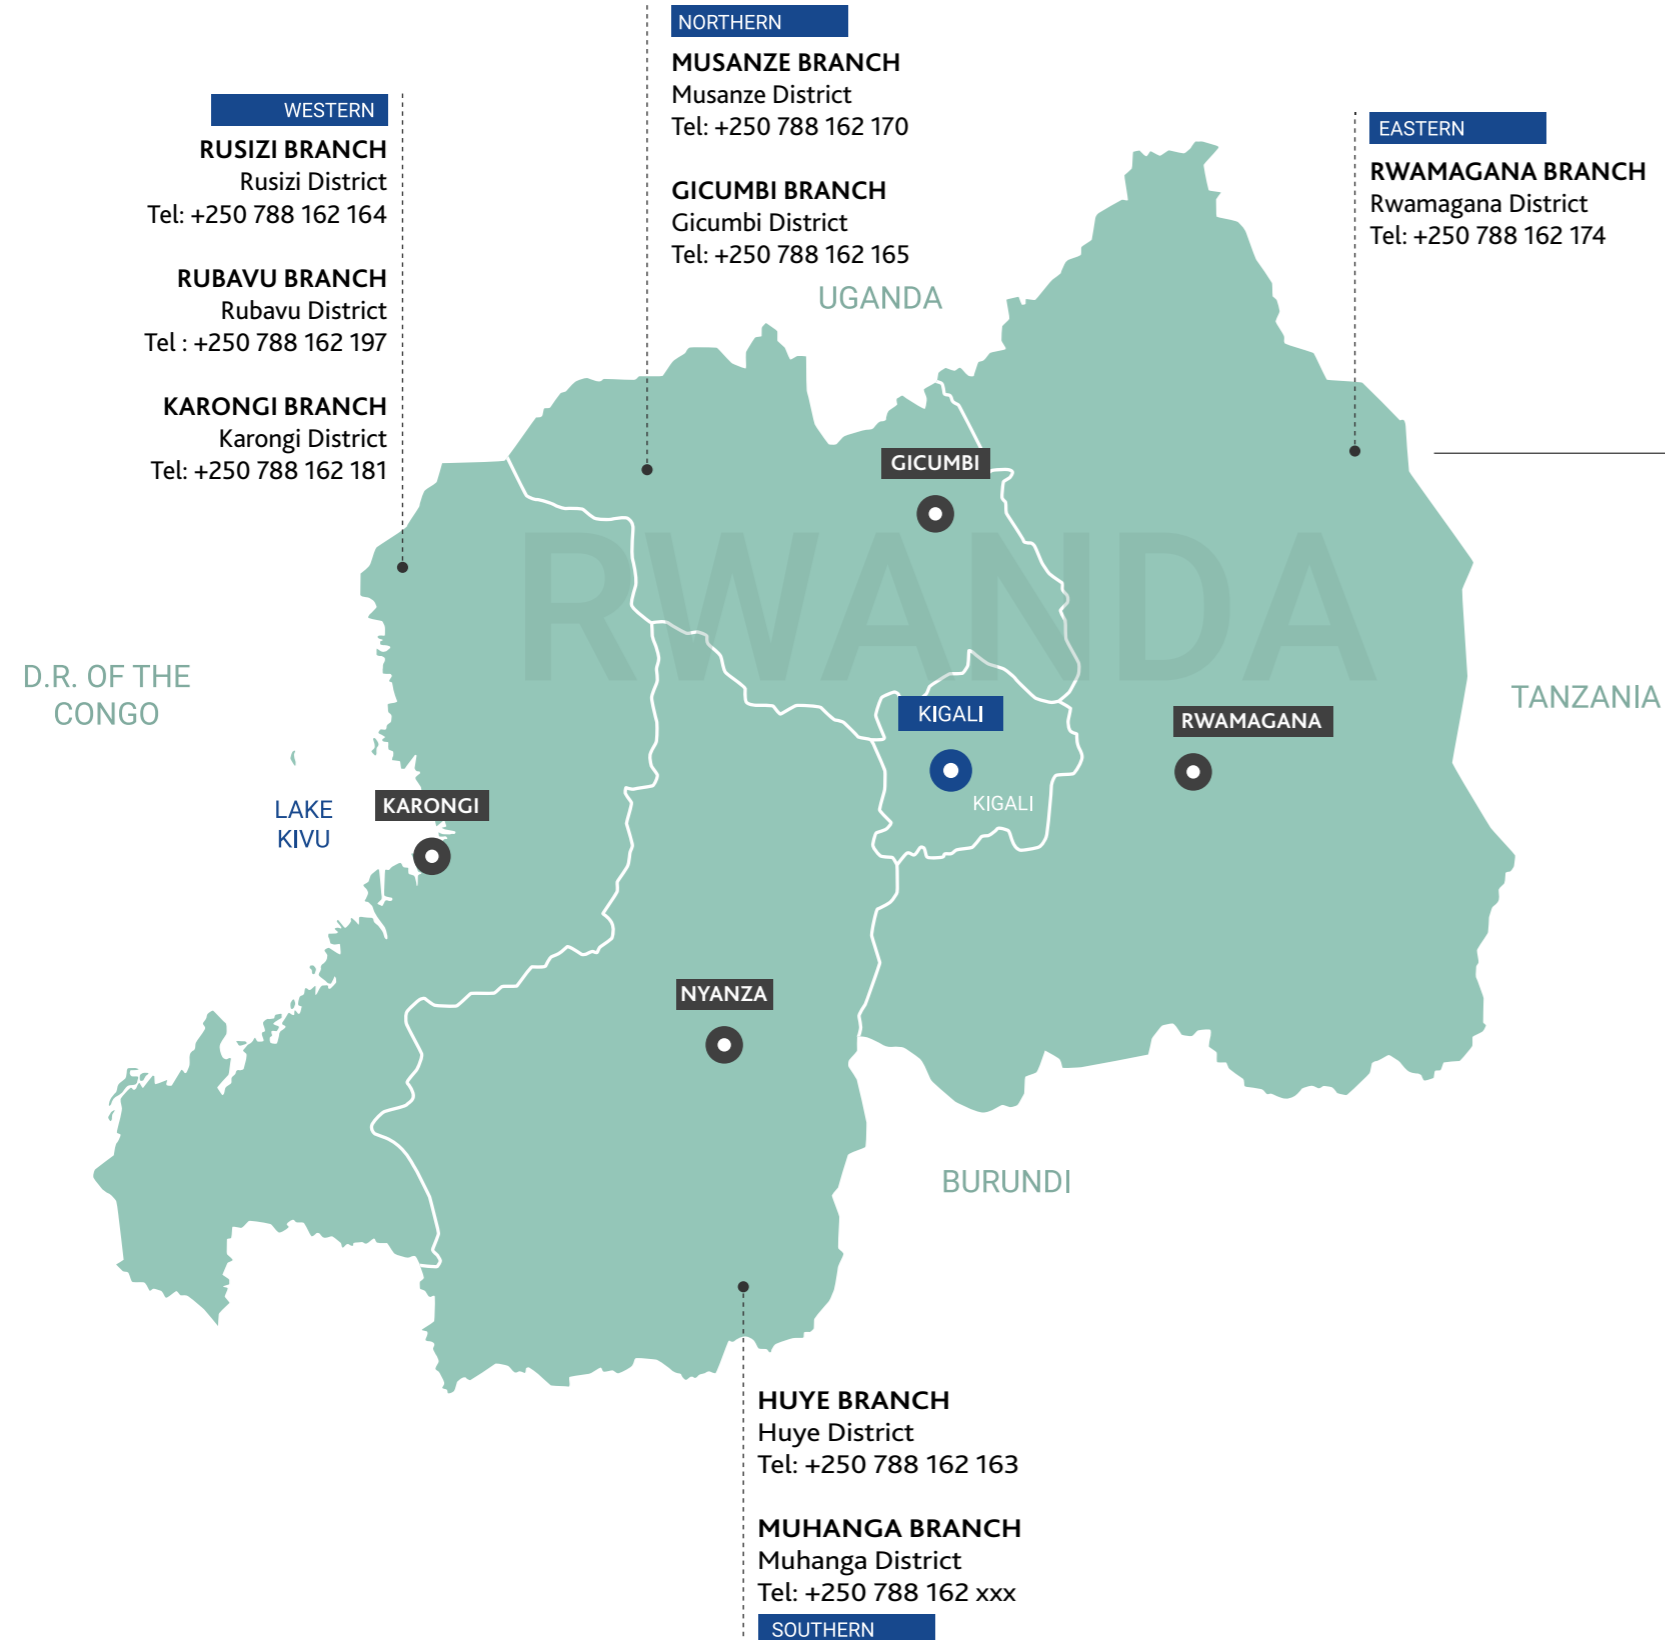 NORTHERN
MUSANZE BRANCH
Musanze District
Tel: +250 788 162 170
GICUMBI BRANCH
Gicumbi District
Tel: +250 788 162 165
WESTERN
RUSIZI BRANCH
Rusizi District
Tel: +250 788 162 164
RUBAVU BRANCH
Rubavu District
Tel : +250 788 162 197
KARONGI BRANCH
Karongi District
Tel: +250 788 162 181
EASTERN
RWAMAGANA BRANCH
Rwamagana District
Tel: +250 788 162 174
UGANDA
GICUMBI
RWANDA
D.R. OF THE
CONGO
TANZANIA
KIGALI
RWAMAGANA
KIGALI
LAKE
KIVU
KARONGI
NYANZA
BURUNDI
HUYE BRANCH
Huye District
Tel: +250 788 162 163
MUHANGA BRANCH
Muhanga District
Tel: +250 788 162 xxx
SOUTHERN